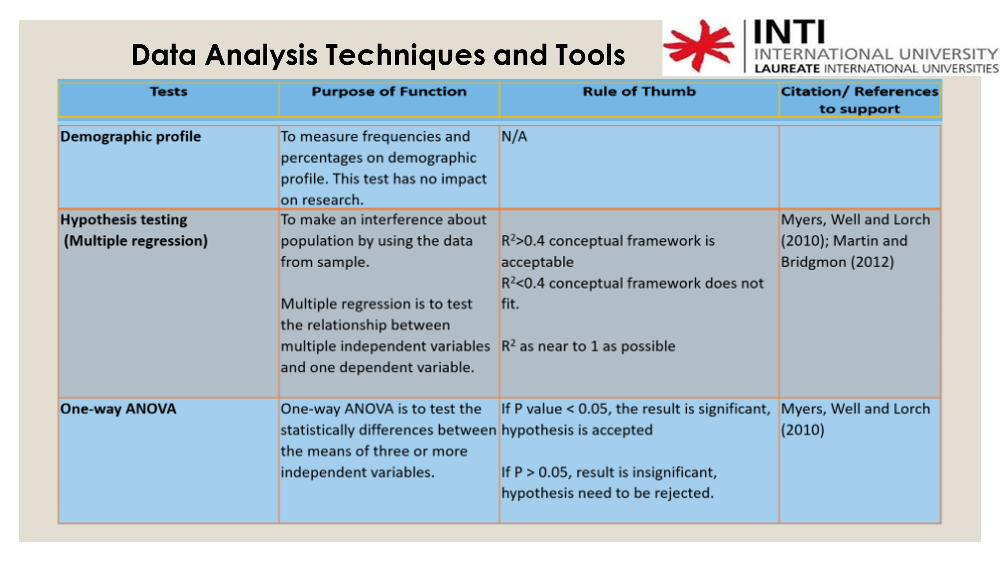 Data Analysis Techniques and Tools
INTI
INTERNATIONAL UNIVERSITY
LAUREATE INTERNATIONAL UNIVERSITIES
Tests
Purpose of Function
Rule of Thumb
Citation/ References
to support
Demographic profile
To measure frequencies and
percentages on demographic
profile. This test has no impact
on research.
N/A
Hypothesis testing
(Multiple regression)
To make an interference about
population by using the data
from sample.
Multiple regression is to test
the relationship between
multiple independent variables
and one dependent variable.
R²>0.4 conceptual framework is
acceptable
R²<0.4 conceptual framework does not
fit.
R² as near to 1 as possible
Myers, Well and Lorch
(2010); Martin and
Bridgmon (2012)
One-way ANOVA
One-way ANOVA is to test the
statistically differences between
the means of three or more
independent variables.
If P value < 0.05, the result is significant,
hypothesis is accepted
If P > 0.05, result is insignificant,
hypothesis need to be rejected.
Myers, Well and Lorch
(2010)